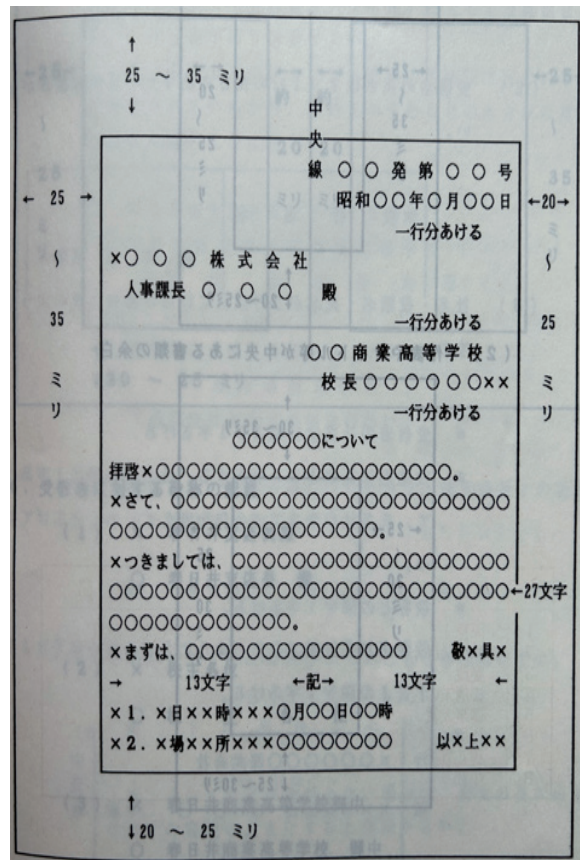 ↑
25 ～ 35 ミリ
↓
中央線
○○発第○○号
← 25 →
昭和○○年○月○○日
←20→
一行分あける
×○○○株式会社
～
～
人事課長 ○○○ 殿
35
一行分あける
25
○○商業高等学校
ミリ
校長○○○○○○××
ミリ
一行分あける
○○○○○○について
拝啓×○○○○○○○○○○○○○○○○○○○○。
×さて、○○○○○○○○○○○○○○○○○○○○○○○
○○○○○○○○○○○○○○○○○○。
×つきましては、○○○○○○○○○○○○○○○○○○○
○○○○○○○○○○○○○○○○○○○○○○○○○○○←27文字
○○○○○○○○○○○○。
×まずは、○○○○○○○○○○○○○○○ 敬×具×
→ 13文字 ←記→ 13文字 ←
×1．×日××時×××○月○○日○○時
×2．×場××所×××○○○○○○○○ 以×上××
↑
↓20 ～ 25 ミリ